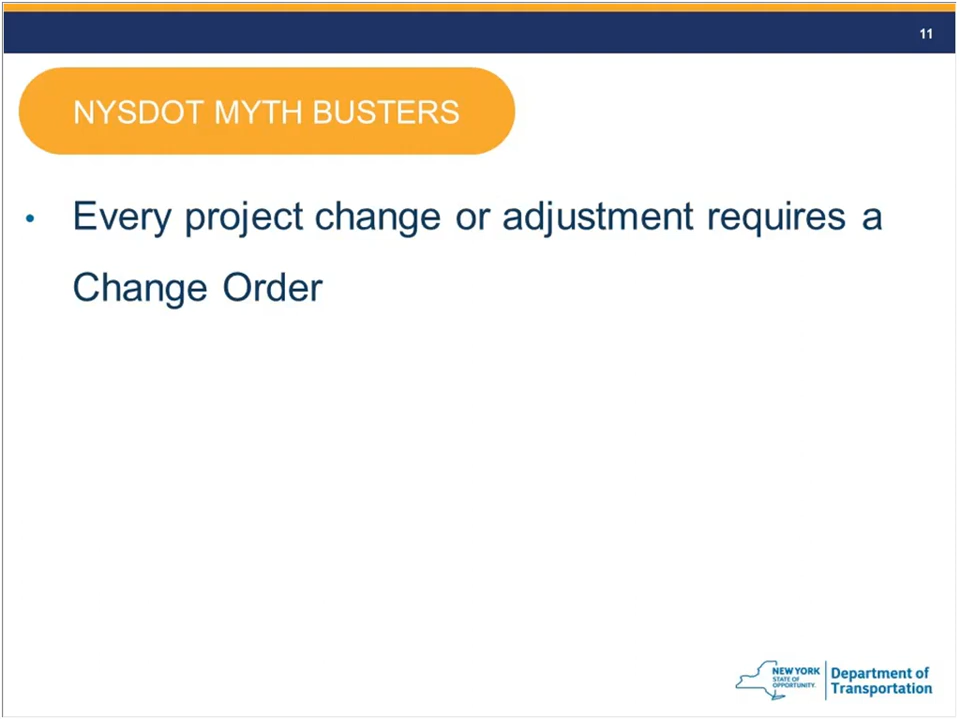 11
NYSDOT MYTH BUSTERS
• Every project change or adjustment requires a
Change Order
NEW YORK
STATE OF
OPPORTUNITY.
Department of
Transportation